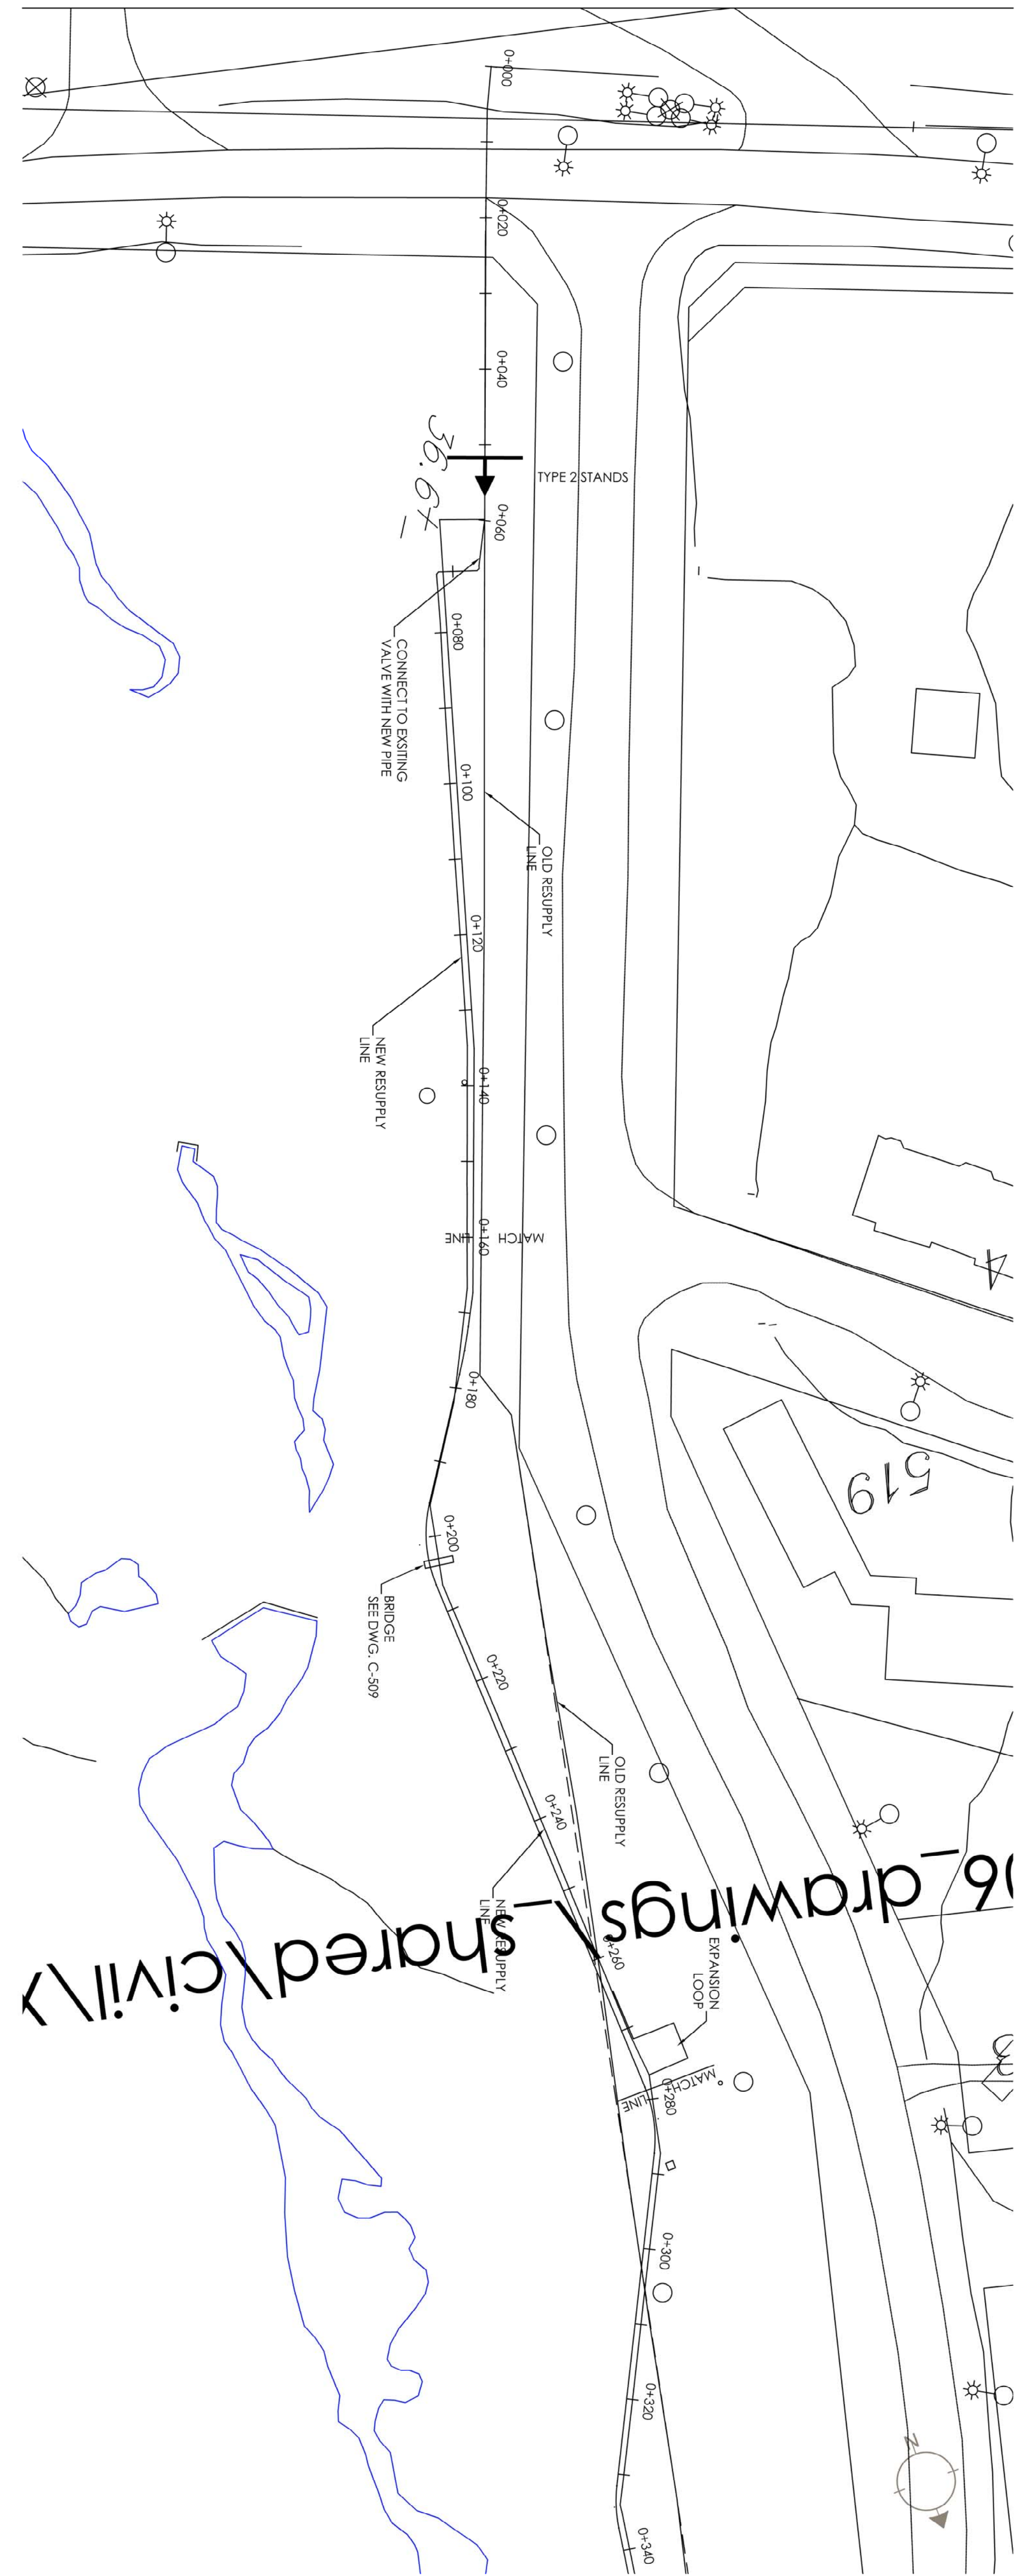 0+000
0+020
0+040
36.6x
TYPE 2 STANDS
0+060
CONNECT TO EXSITING
VALVE WITH NEW PIPE
0+080
0+100
OLD RESUPPLY
LINE
0+120
NEW RESUPPLY
LINE
0+140
MATCH LINE
0+160
4
0+180
519
0+200
BRIDGE
SEE DWG. C-509
0+220
OLD RESUPPLY
LINE
0+240
NEW RESUPPLY
LINE
06_drawings\_shared\civil\x
0+260
EXPANSION
LOOP
MATCH LINE
0+280
0+300
0+320
N
0+340